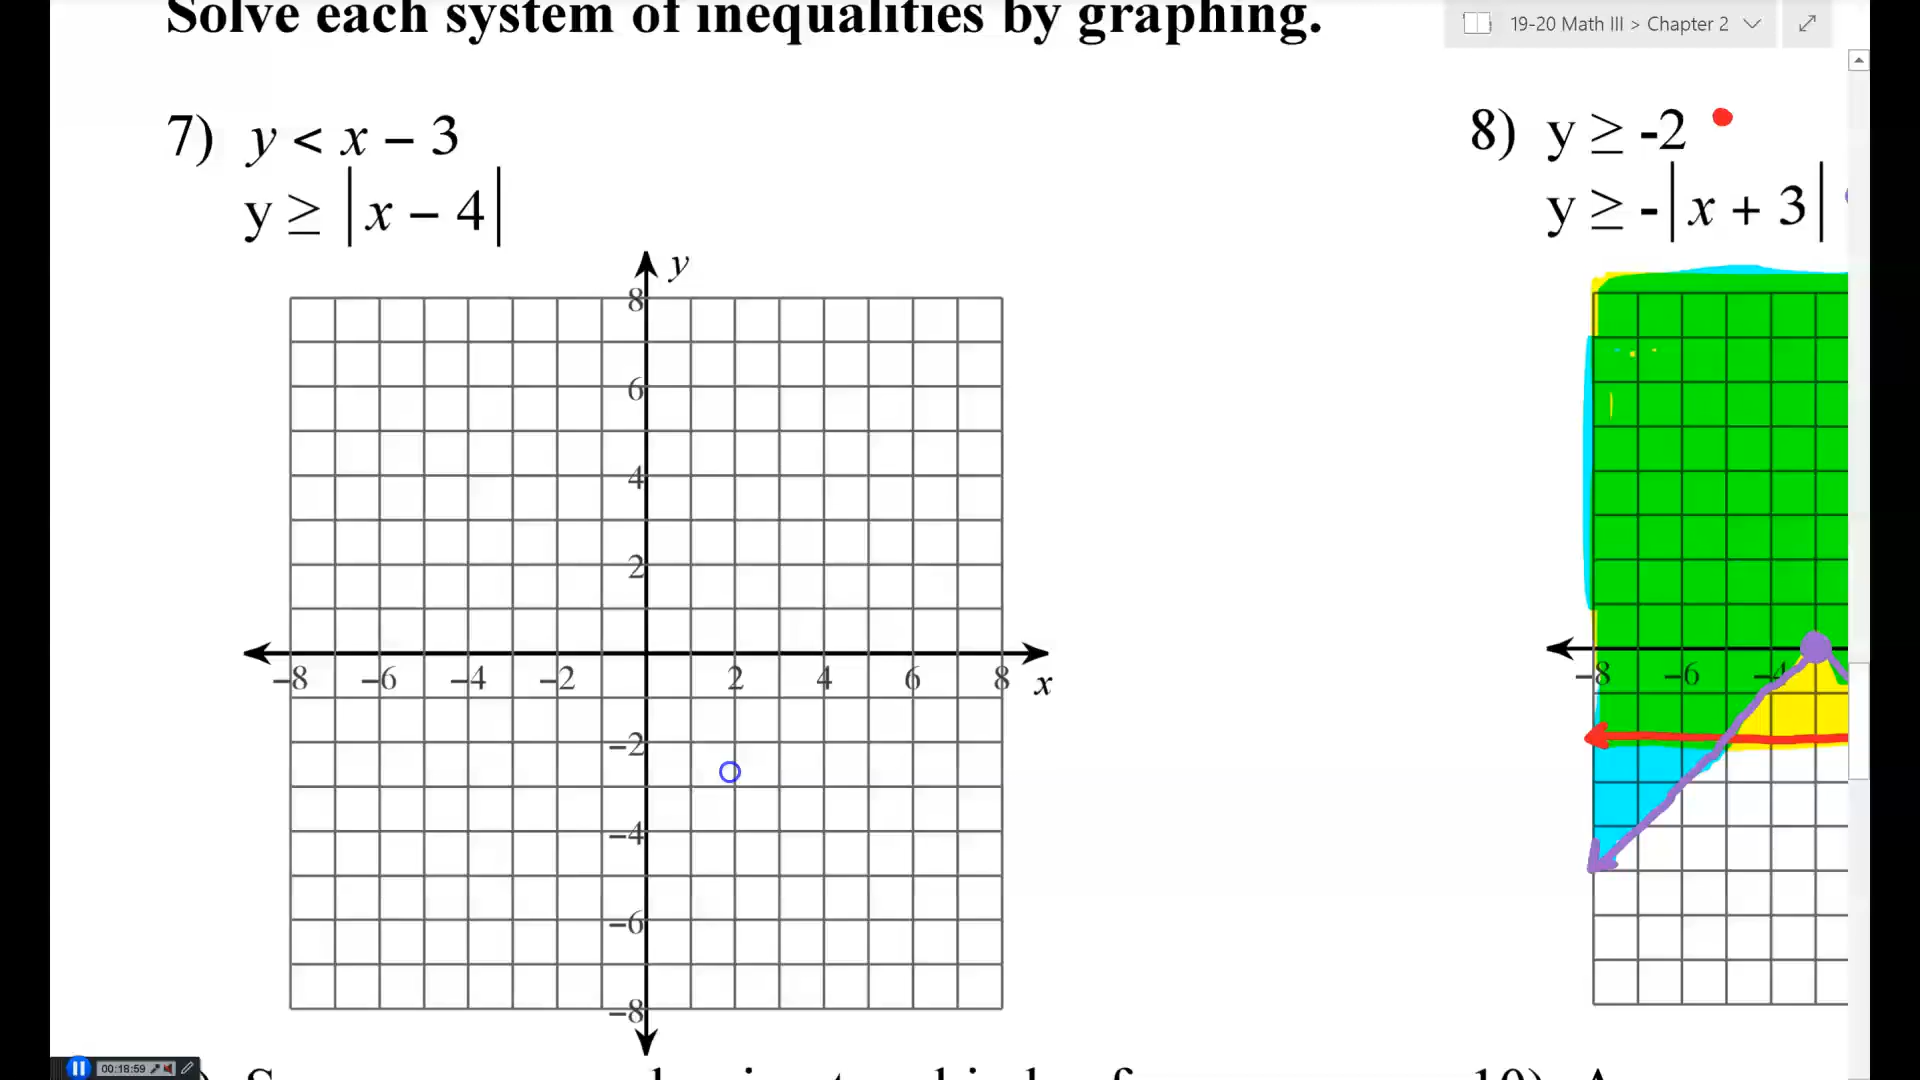 Solve each system of inequalities by graphing.
19-20 Math III > Chapter 2
7) y < x – 3
y ≥ |x – 4|
8) y ≥ -2
y ≥ -|x + 3|
y
8
6
4
2
–8 –6 –4 –2 2 4 6 8 x
–2
–4
–6
–8
–8 –6 –4
00:18:59
10) A